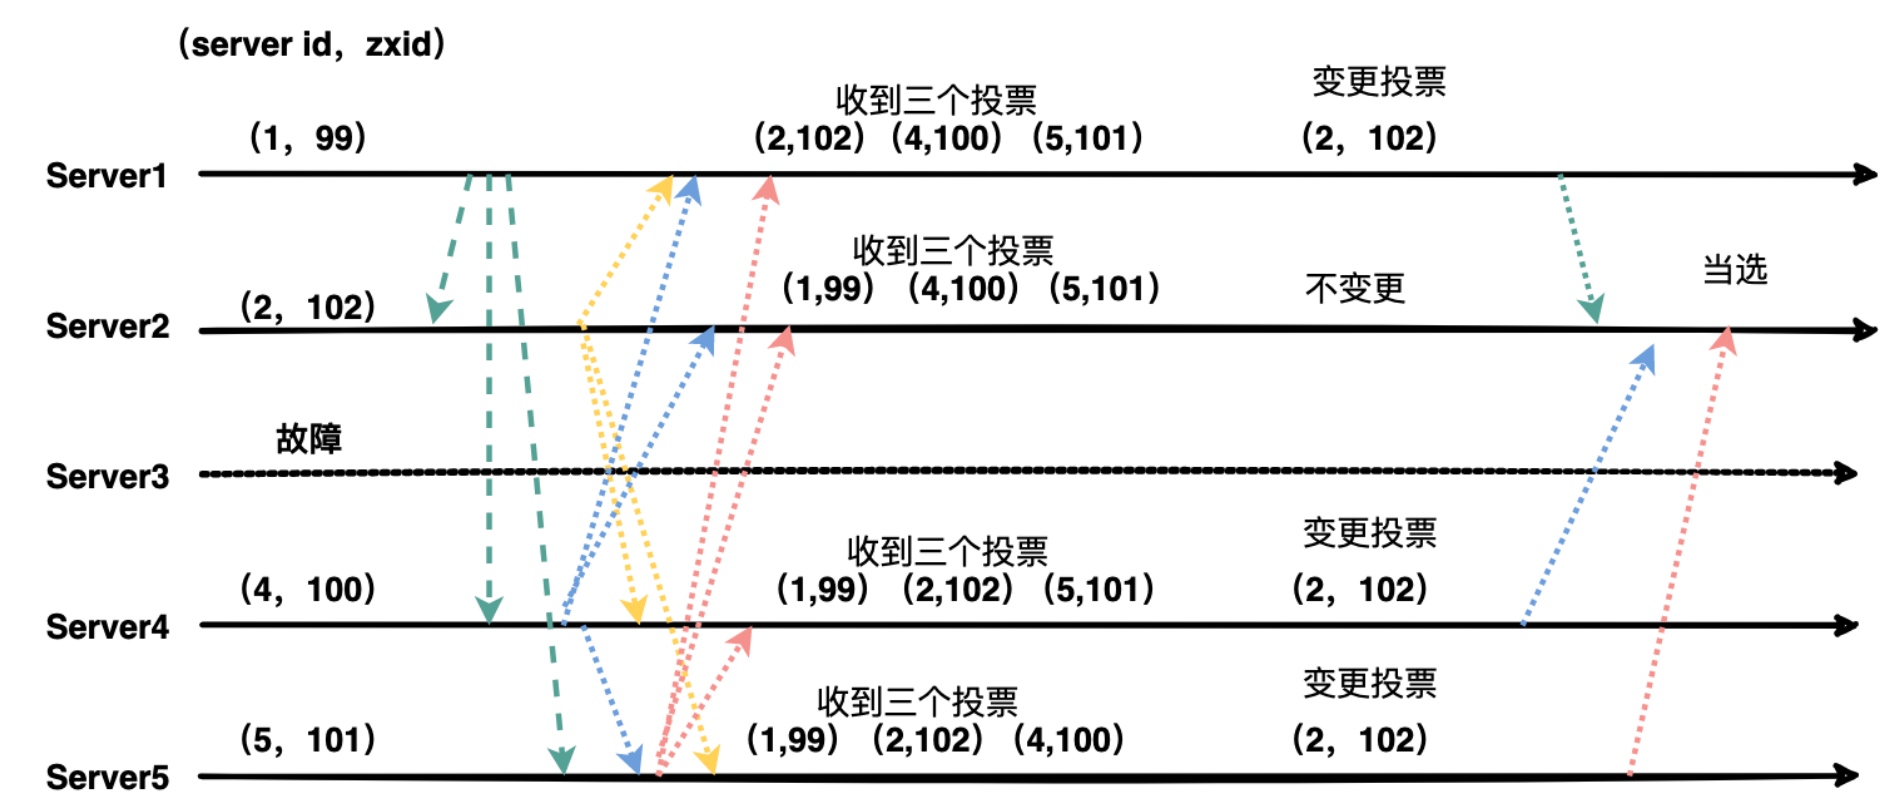 （server id，zxid）
变更投票
收到三个投票
（1，99）
（2,102）（4,100）（5,101）
（2，102）
Server1
收到三个投票
当选
（2，102）
（1,99）（4,100）（5,101）
不变更
Server2
故障
Server3
变更投票
收到三个投票
（4，100）
（1,99）（2,102）（5,101）
（2，102）
Server4
变更投票
收到三个投票
（5，101）
（1,99）（2,102）（4,100）
（2，102）
Server5